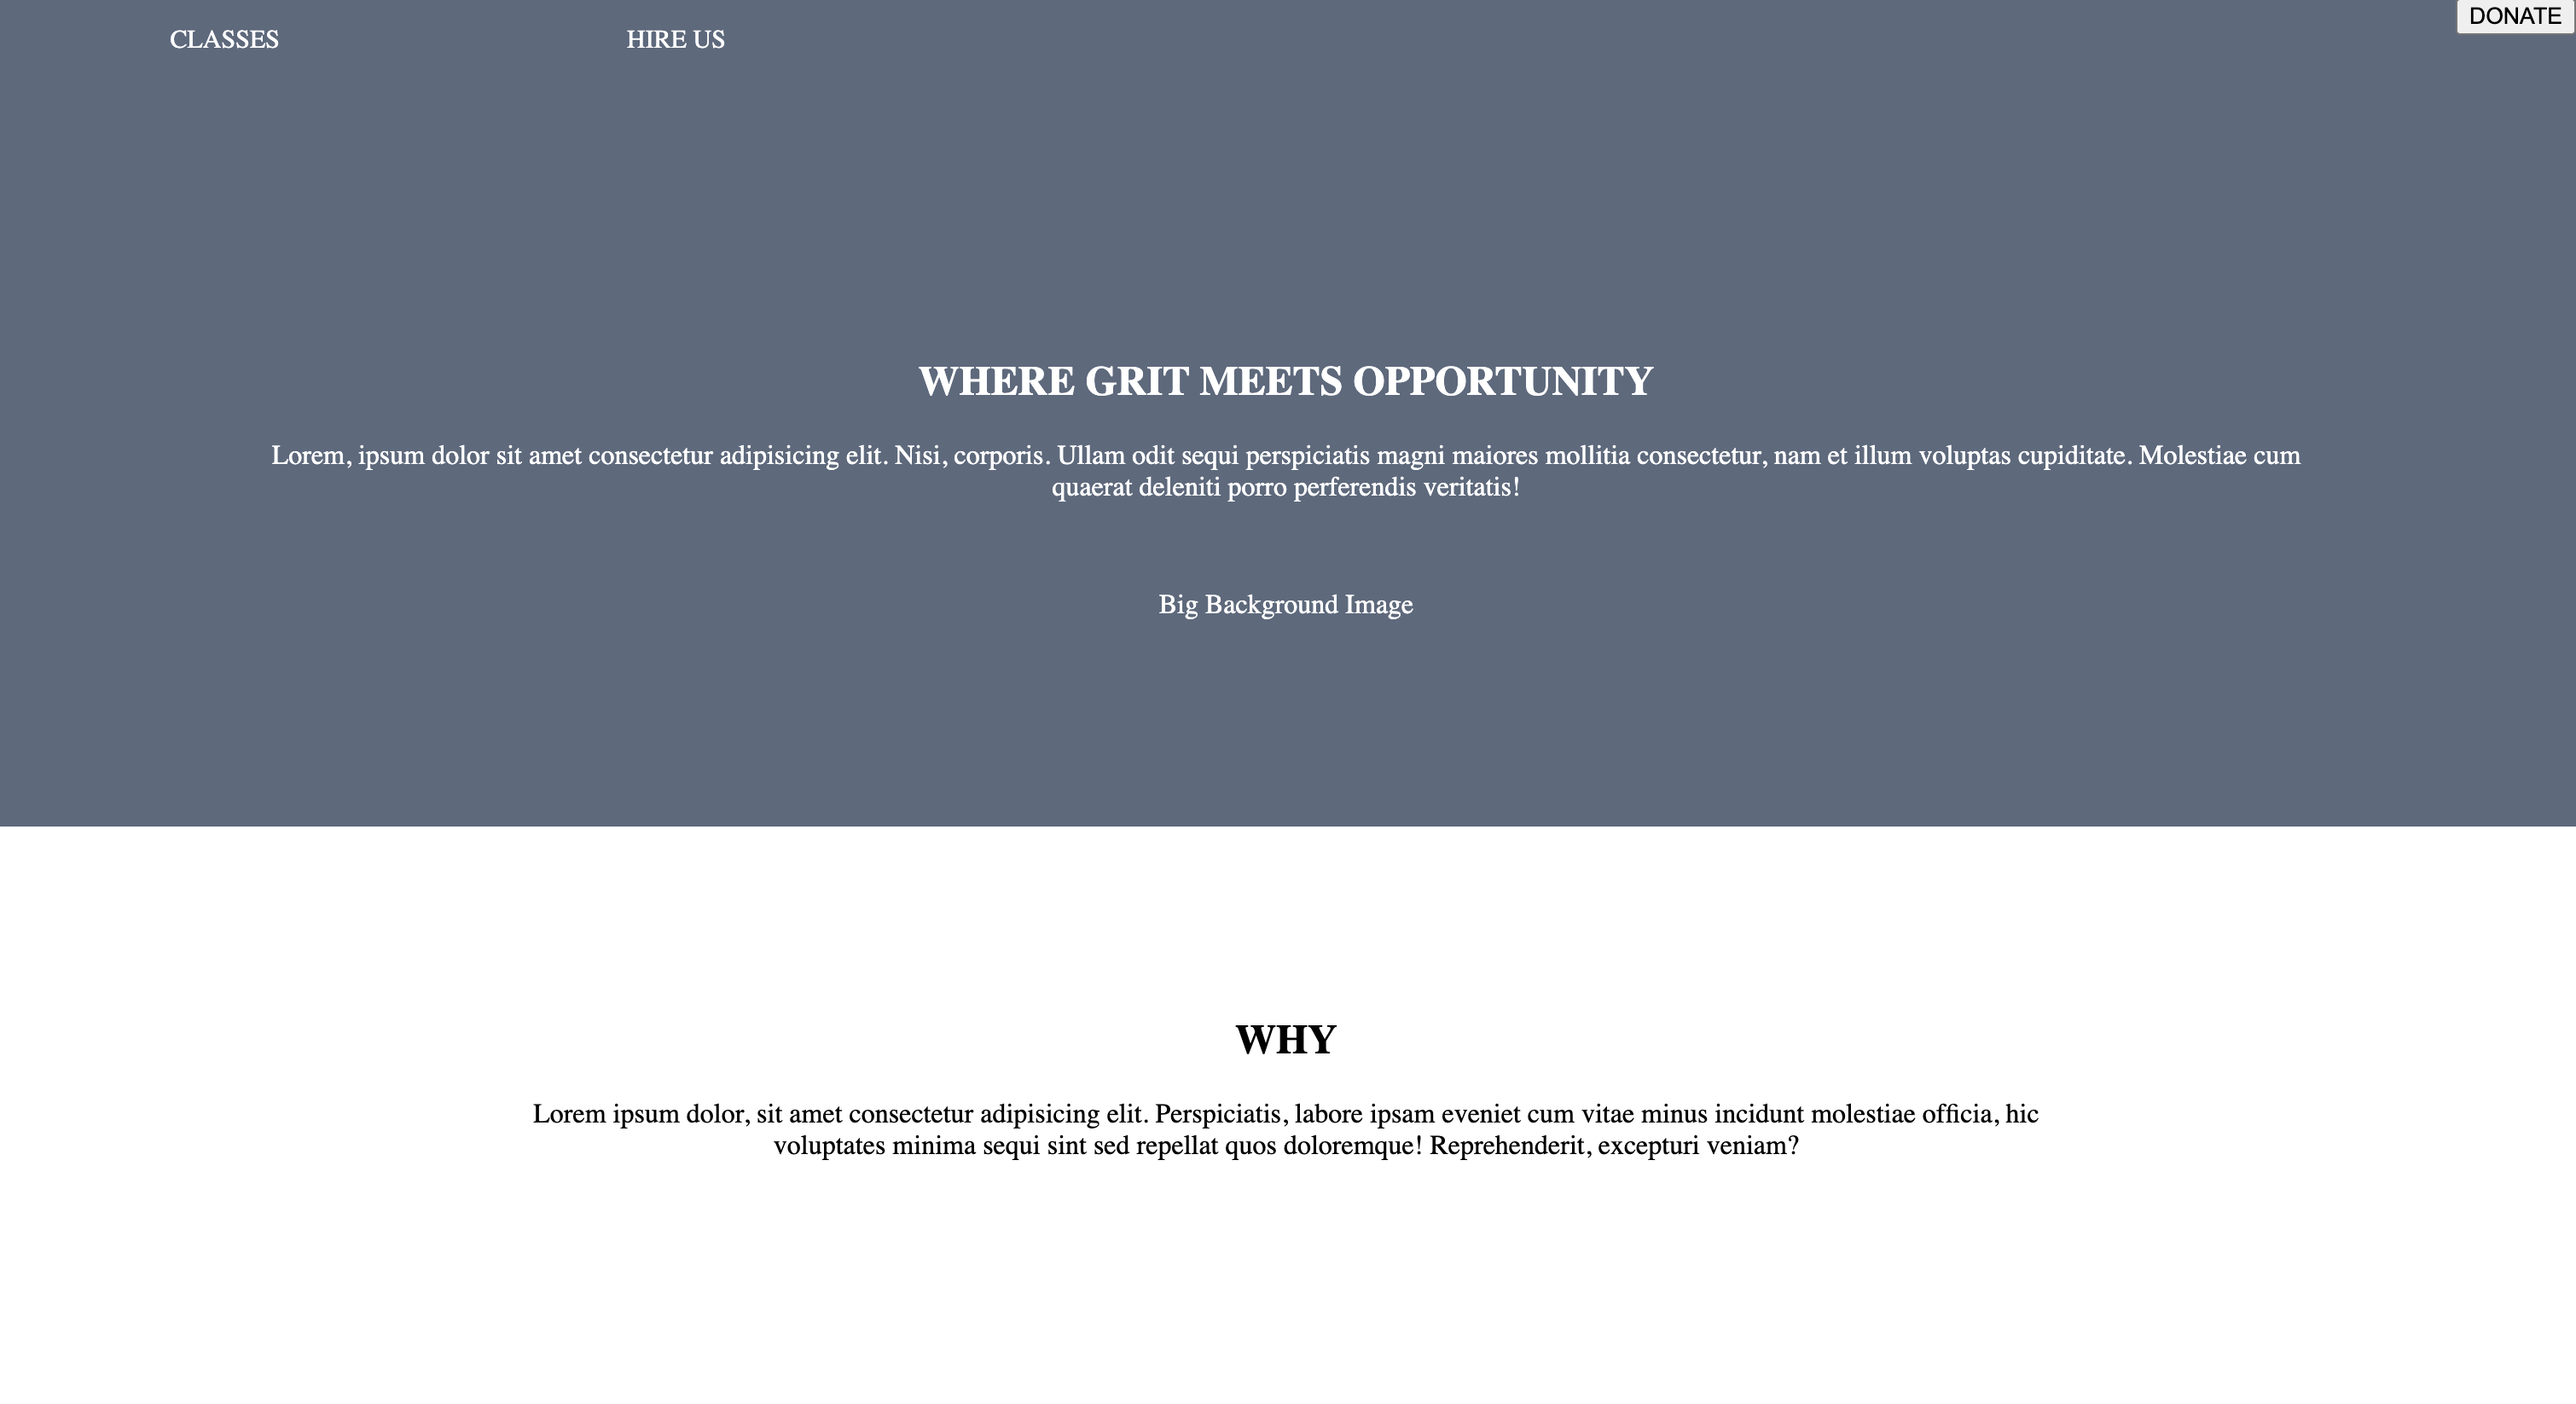 CLASSES
HIRE US
DONATE
WHERE GRIT MEETS OPPORTUNITY
Lorem, ipsum dolor sit amet consectetur adipisicing elit. Nisi, corporis. Ullam odit sequi perspiciatis magni maiores mollitia consectetur, nam et illum voluptas cupiditate. Molestiae cum
quaerat deleniti porro perferendis veritatis!
Big Background Image
WHY
Lorem ipsum dolor, sit amet consectetur adipisicing elit. Perspiciatis, labore ipsam eveniet cum vitae minus incidunt molestiae officia, hic
voluptates minima sequi sint sed repellat quos doloremque! Reprehenderit, excepturi veniam?